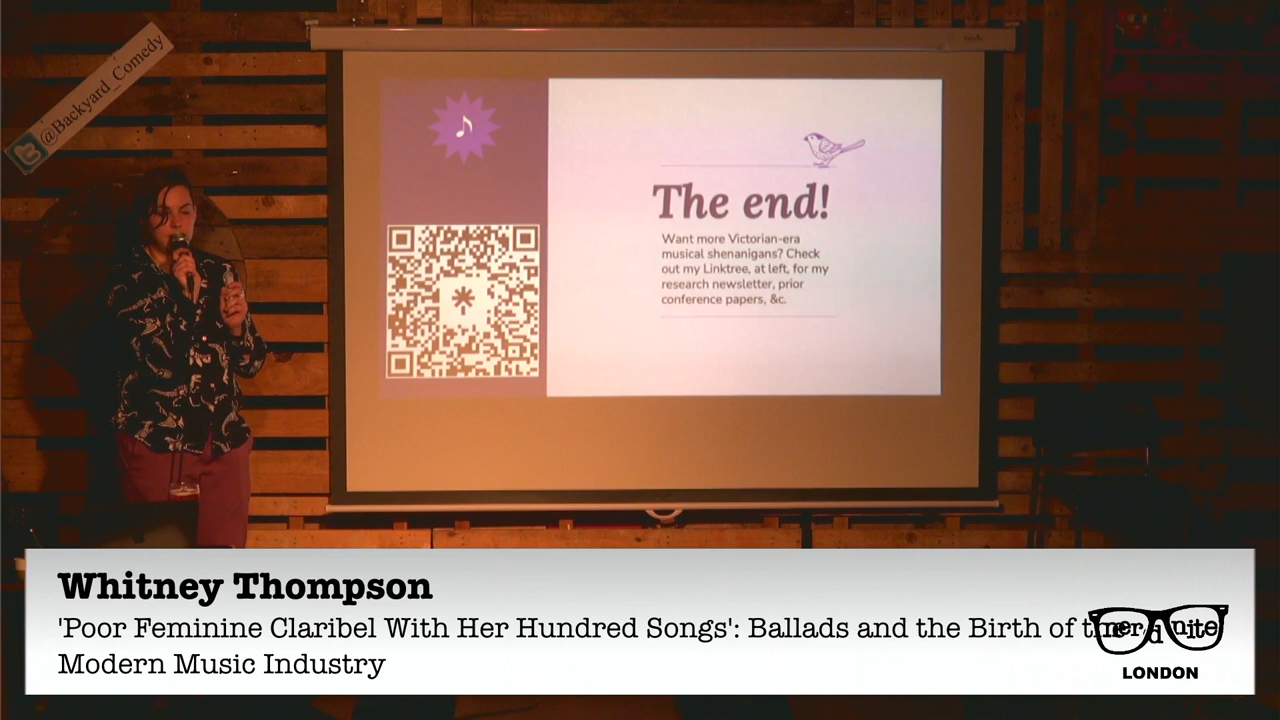 @Backyard_Comedy
The end!
Want more Victorian-era
musical shenanigans? Check
out my Linktree, at left, for my
research newsletter, prior
conference papers, &c.
Whitney Thompson
'Poor Feminine Claribel With Her Hundred Songs': Ballads and the Birth of the
Modern Music Industry
nerd nite
LONDON